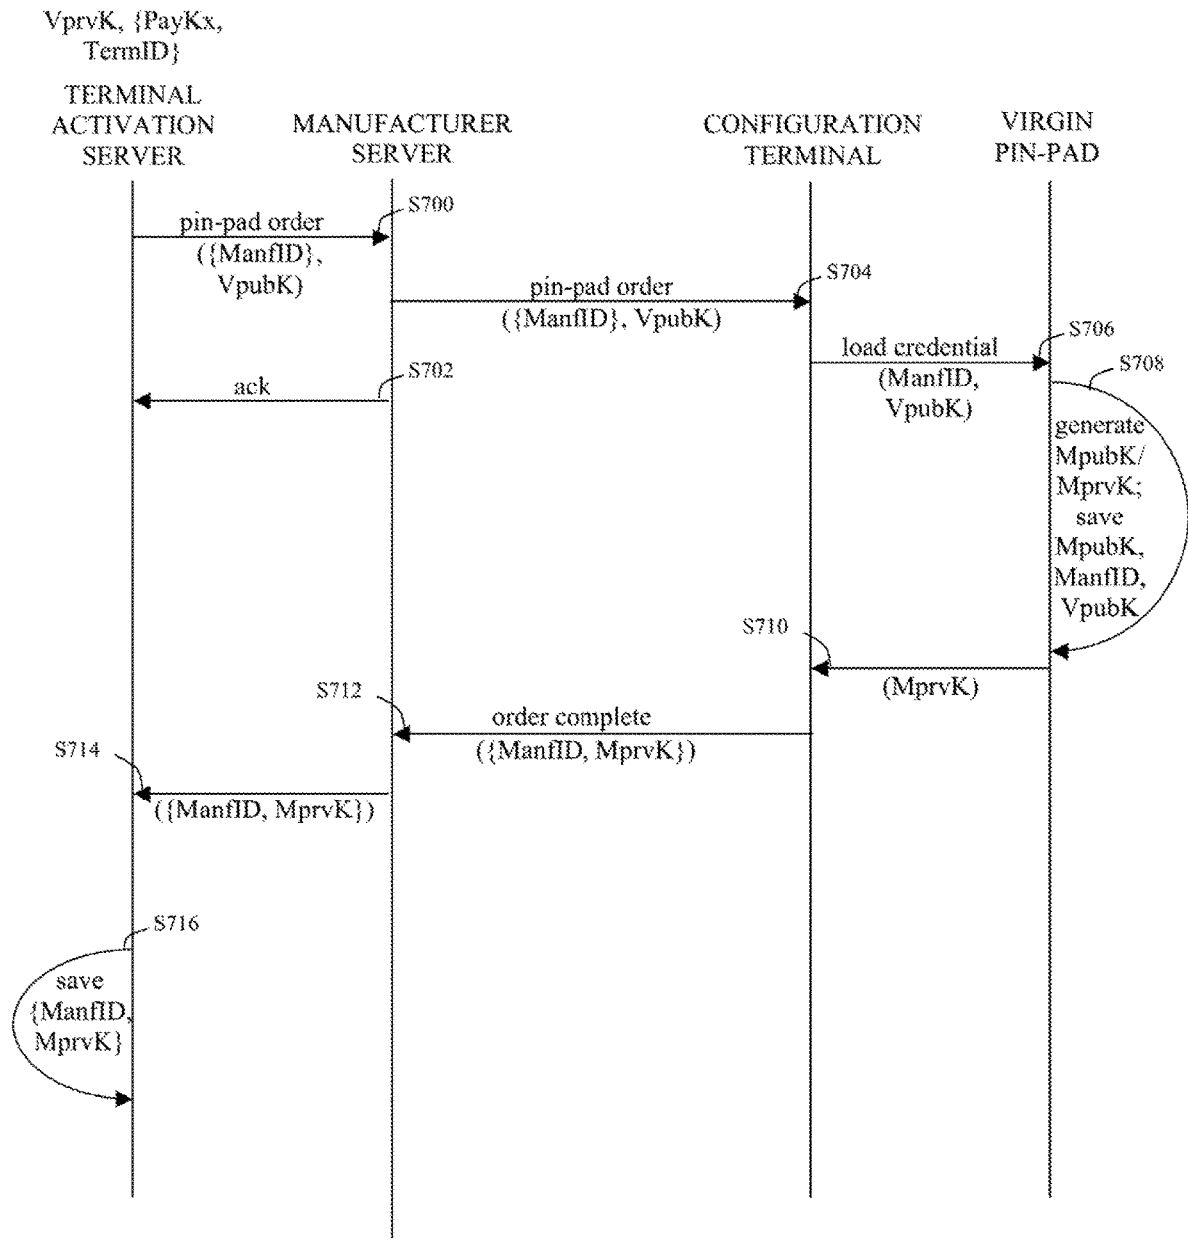 VprvK, {PayKx,
TermID}
TERMINAL
ACTIVATION
SERVER
MANUFACTURER
SERVER
CONFIGURATION
TERMINAL
VIRGIN
PIN-PAD
S700
pin-pad order
({ManfID},
VpubK)
S704
pin-pad order
({ManfID}, VpubK)
S706
load credential
(ManfID,
VpubK)
S702
ack
S708
generate
MpubK/
MprvK;
save
MpubK,
ManfID,
VpubK
S710
(MprvK)
S712
order complete
({ManfID, MprvK})
S714
({ManfID, MprvK})
S716
save
{ManfID,
MprvK}